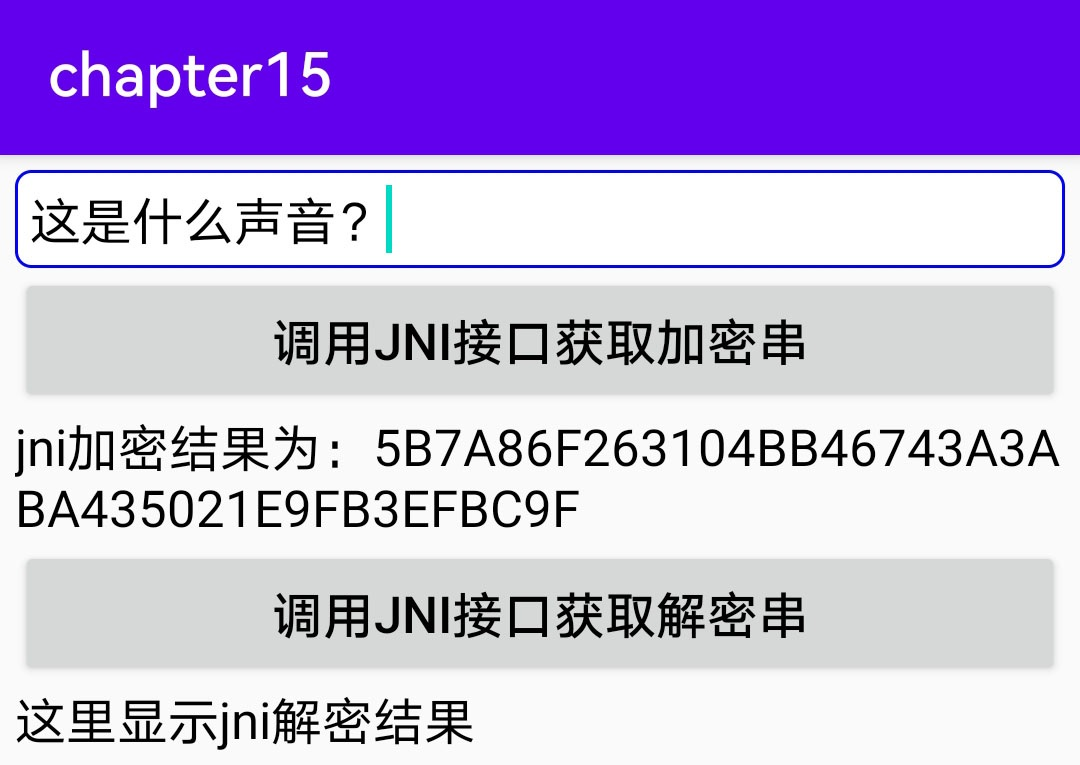 chapter15
这是什么声音？
调用JNI接口获取加密串
jni加密结果为：5B7A86F263104BB46743A3A
BA435021E9FB3EFBC9F
调用JNI接口获取解密串
这里显示jni解密结果